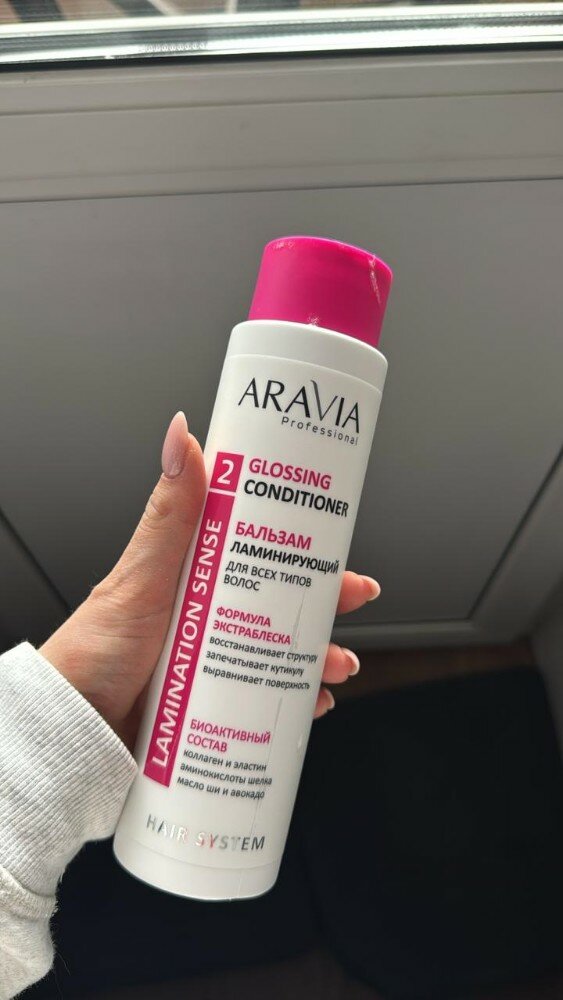 ARAVIA
Professional
2
GLOSSING
CONDITIONER
LAMINATION SENSE
БАЛЬЗАМ
ЛАМИНИРУЮЩИЙ
ДЛЯ ВСЕХ ТИПОВ
ВОЛОС
ФОРМУЛА
ЭКСТРАБЛЕСКА
восстанавливает структуру
запечатывает кутикулу
выравнивает поверхность
БИОАКТИВНЫЙ
СОСТАВ
коллаген и эластин
аминокислоты шелка
масло ши и авокадо
HAIR SYSTEM